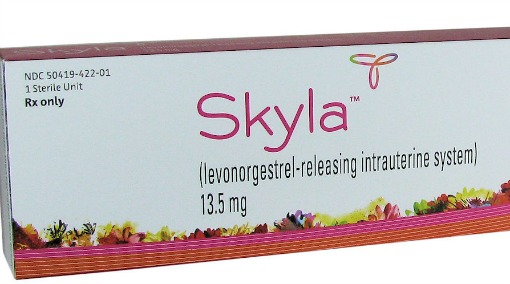 NDC 50419-422-01
1 Sterile Unit
Rx only
Skyla™
(levonorgestrel-releasing intrauterine system)
13.5 mg